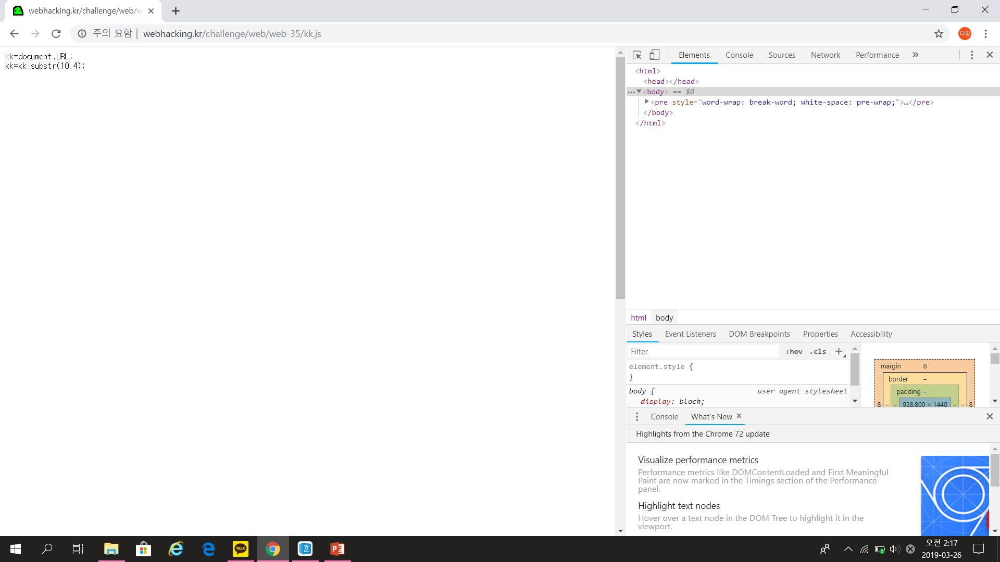 webhacking.kr/challenge/web/w
주의 요함 | webhacking.kr/challenge/web/web-35/kk.js
다영
kk=document.URL;
kk=kk.substr(10,4);
Elements Console Sources Network Performance »
<html>
<head></head>
<body> == $0
<pre style="word-wrap: break-word; white-space: pre-wrap;">…</pre>
</body>
</html>
html body
Styles Event Listeners DOM Breakpoints Properties Accessibility
Filter :hov .cls +
element.style {
}
body { user agent stylesheet
display: block;
margin 8
border –
padding –
8 – – 928.800 × 1440 – – 8
Console What's New ×
Highlights from the Chrome 72 update
Visualize performance metrics
Performance metrics like DOMContentLoaded and First Meaningful
Paint are now marked in the Timings section of the Performance
panel.
Highlight text nodes
Hover over a text node in the DOM Tree to highlight it in the
viewport.
TALK
오전 2:17
2019-03-26